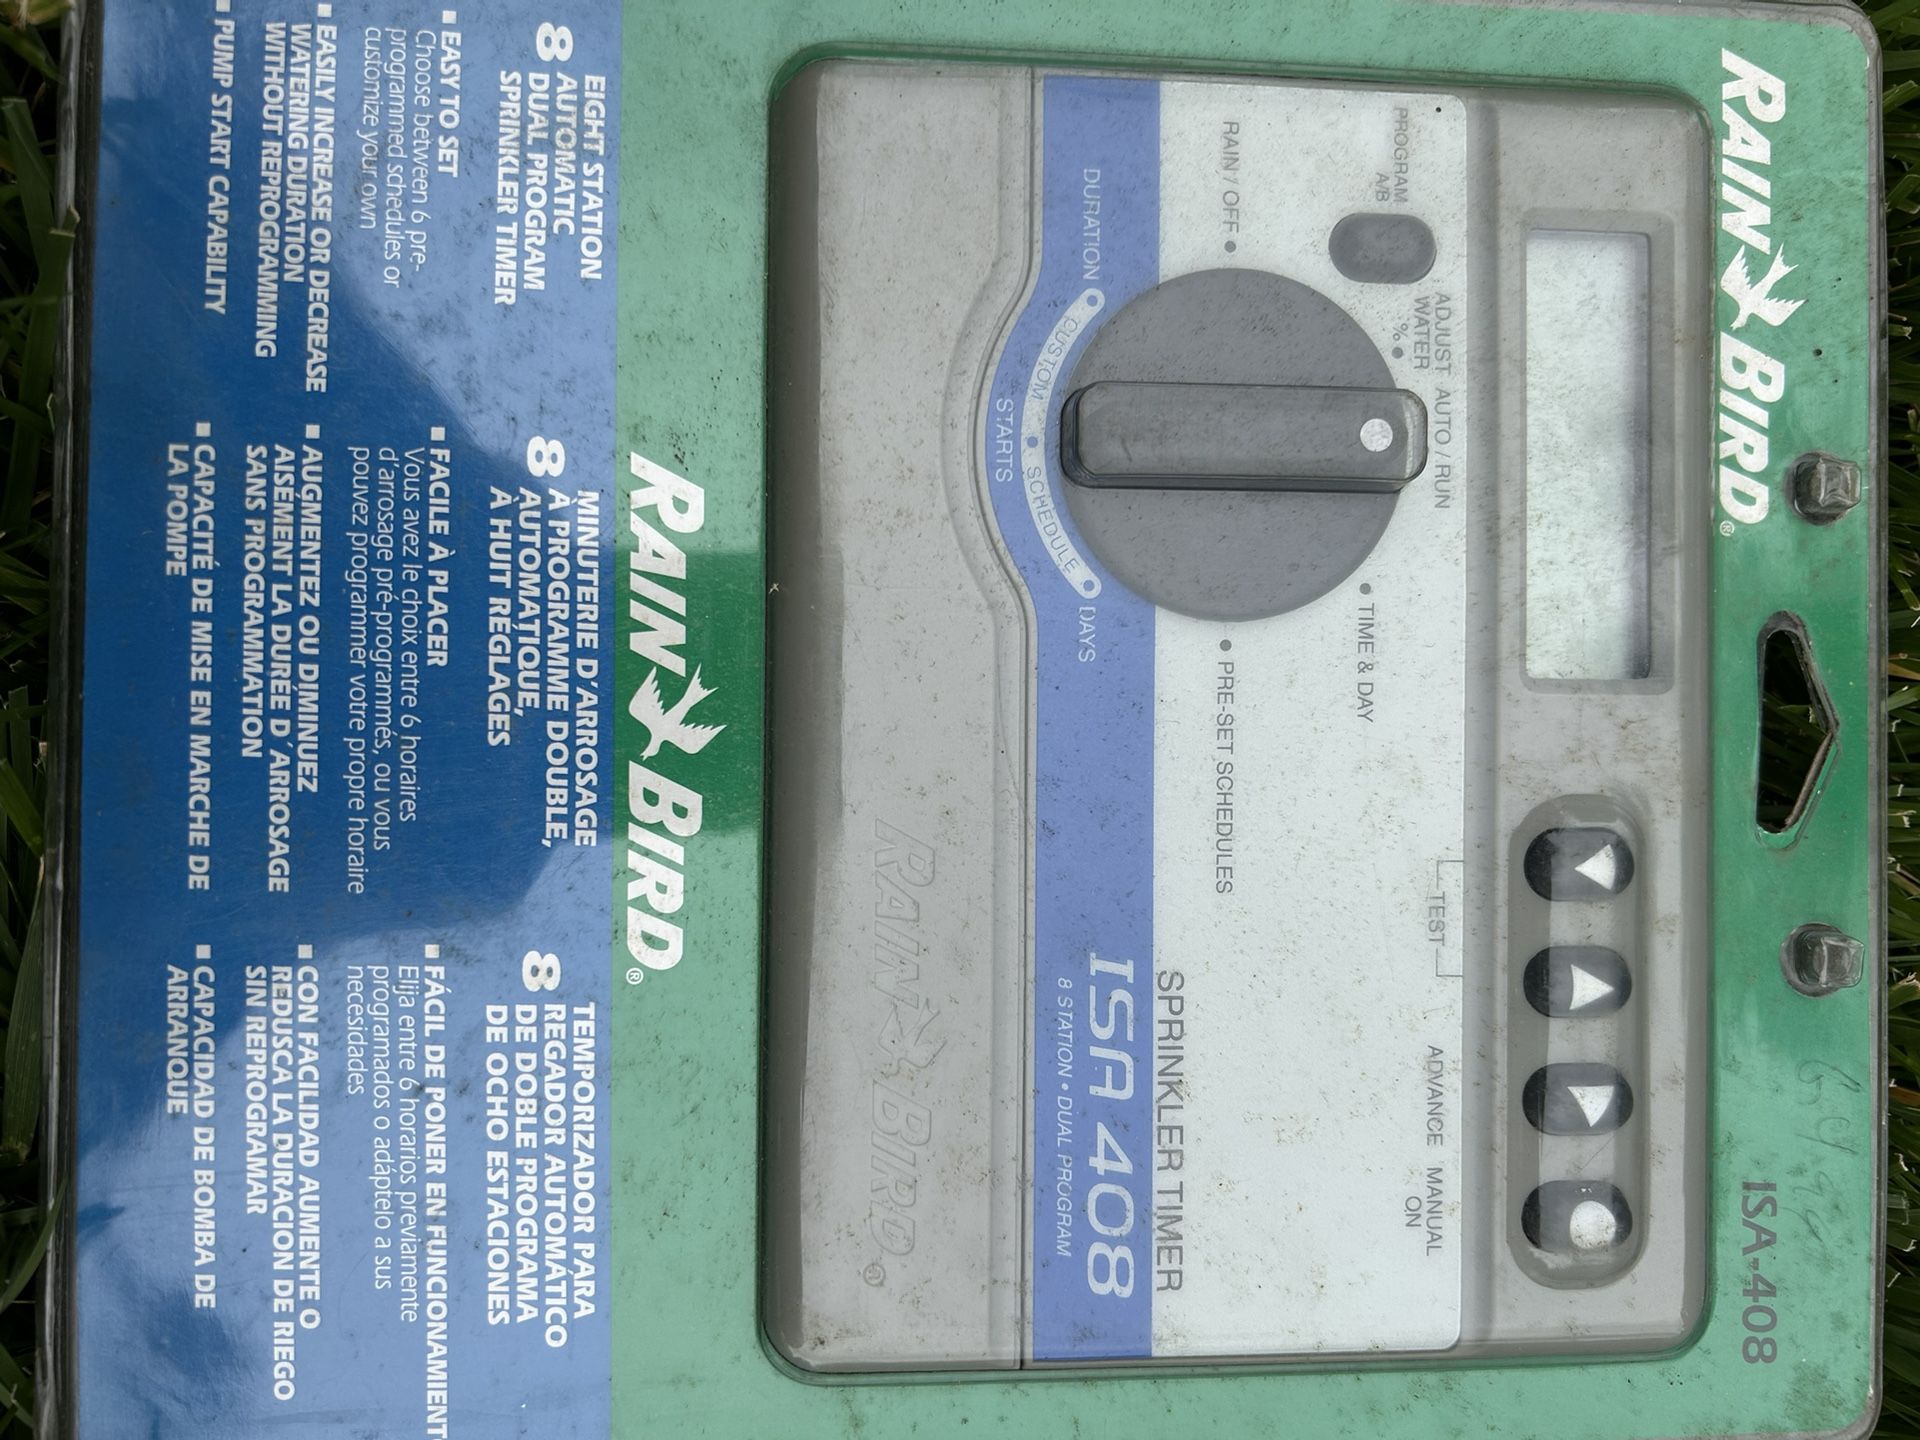 RAIN BIRD®
ISA-408
PROGRAM
A/B
ADJUST
WATER
%
AUTO / RUN
TEST
ADVANCE
MANUAL
ON
RAIN / OFF
TIME & DAY
PRE-SET SCHEDULES
DURATION
CUSTOM SCHEDULE
STARTS
DAYS
SPRINKLER TIMER
ISA 408
8 STATION • DUAL PROGRAM
RAIN BIRD®
RAIN BIRD®
8
EIGHT STATION
AUTOMATIC
DUAL PROGRAM
SPRINKLER TIMER
▪ EASY TO SET
Choose between 6 pre-
programmed schedules or
customize your own
▪ EASILY INCREASE OR DECREASE
WATERING DURATION
WITHOUT REPROGRAMMING
▪ PUMP START CAPABILITY
8
MINUTERIE D'ARROSAGE
À PROGRAMME DOUBLE,
AUTOMATIQUE,
À HUIT RÉGLAGES
▪ FACILE À PLACER
Vous avez le choix entre 6 horaires
d'arrosage pré-programmés, ou vous
pouvez programmer votre propre horaire
▪ AUGMENTEZ OU DIMINUEZ
AISÉMENT LA DURÉE D'ARROSAGE
SANS PROGRAMMATION
▪ CAPACITÉ DE MISE EN MARCHE DE
LA POMPE
8
TEMPORIZADOR PARA
REGADOR AUTOMÁTICO
DE DOBLE PROGRAMA
DE OCHO ESTACIONES
▪ FÁCIL DE PONER EN FUNCIONAMIENT
Elija entre 6 horarios previamente
programados o adáptelo a sus
necesidades
▪ CON FACILIDAD AUMENTE O
REDUSCA LA DURACION DE RIEGO
SIN REPROGRAMAR
▪ CAPACIDAD DE BOMBA DE
ARRANQUE